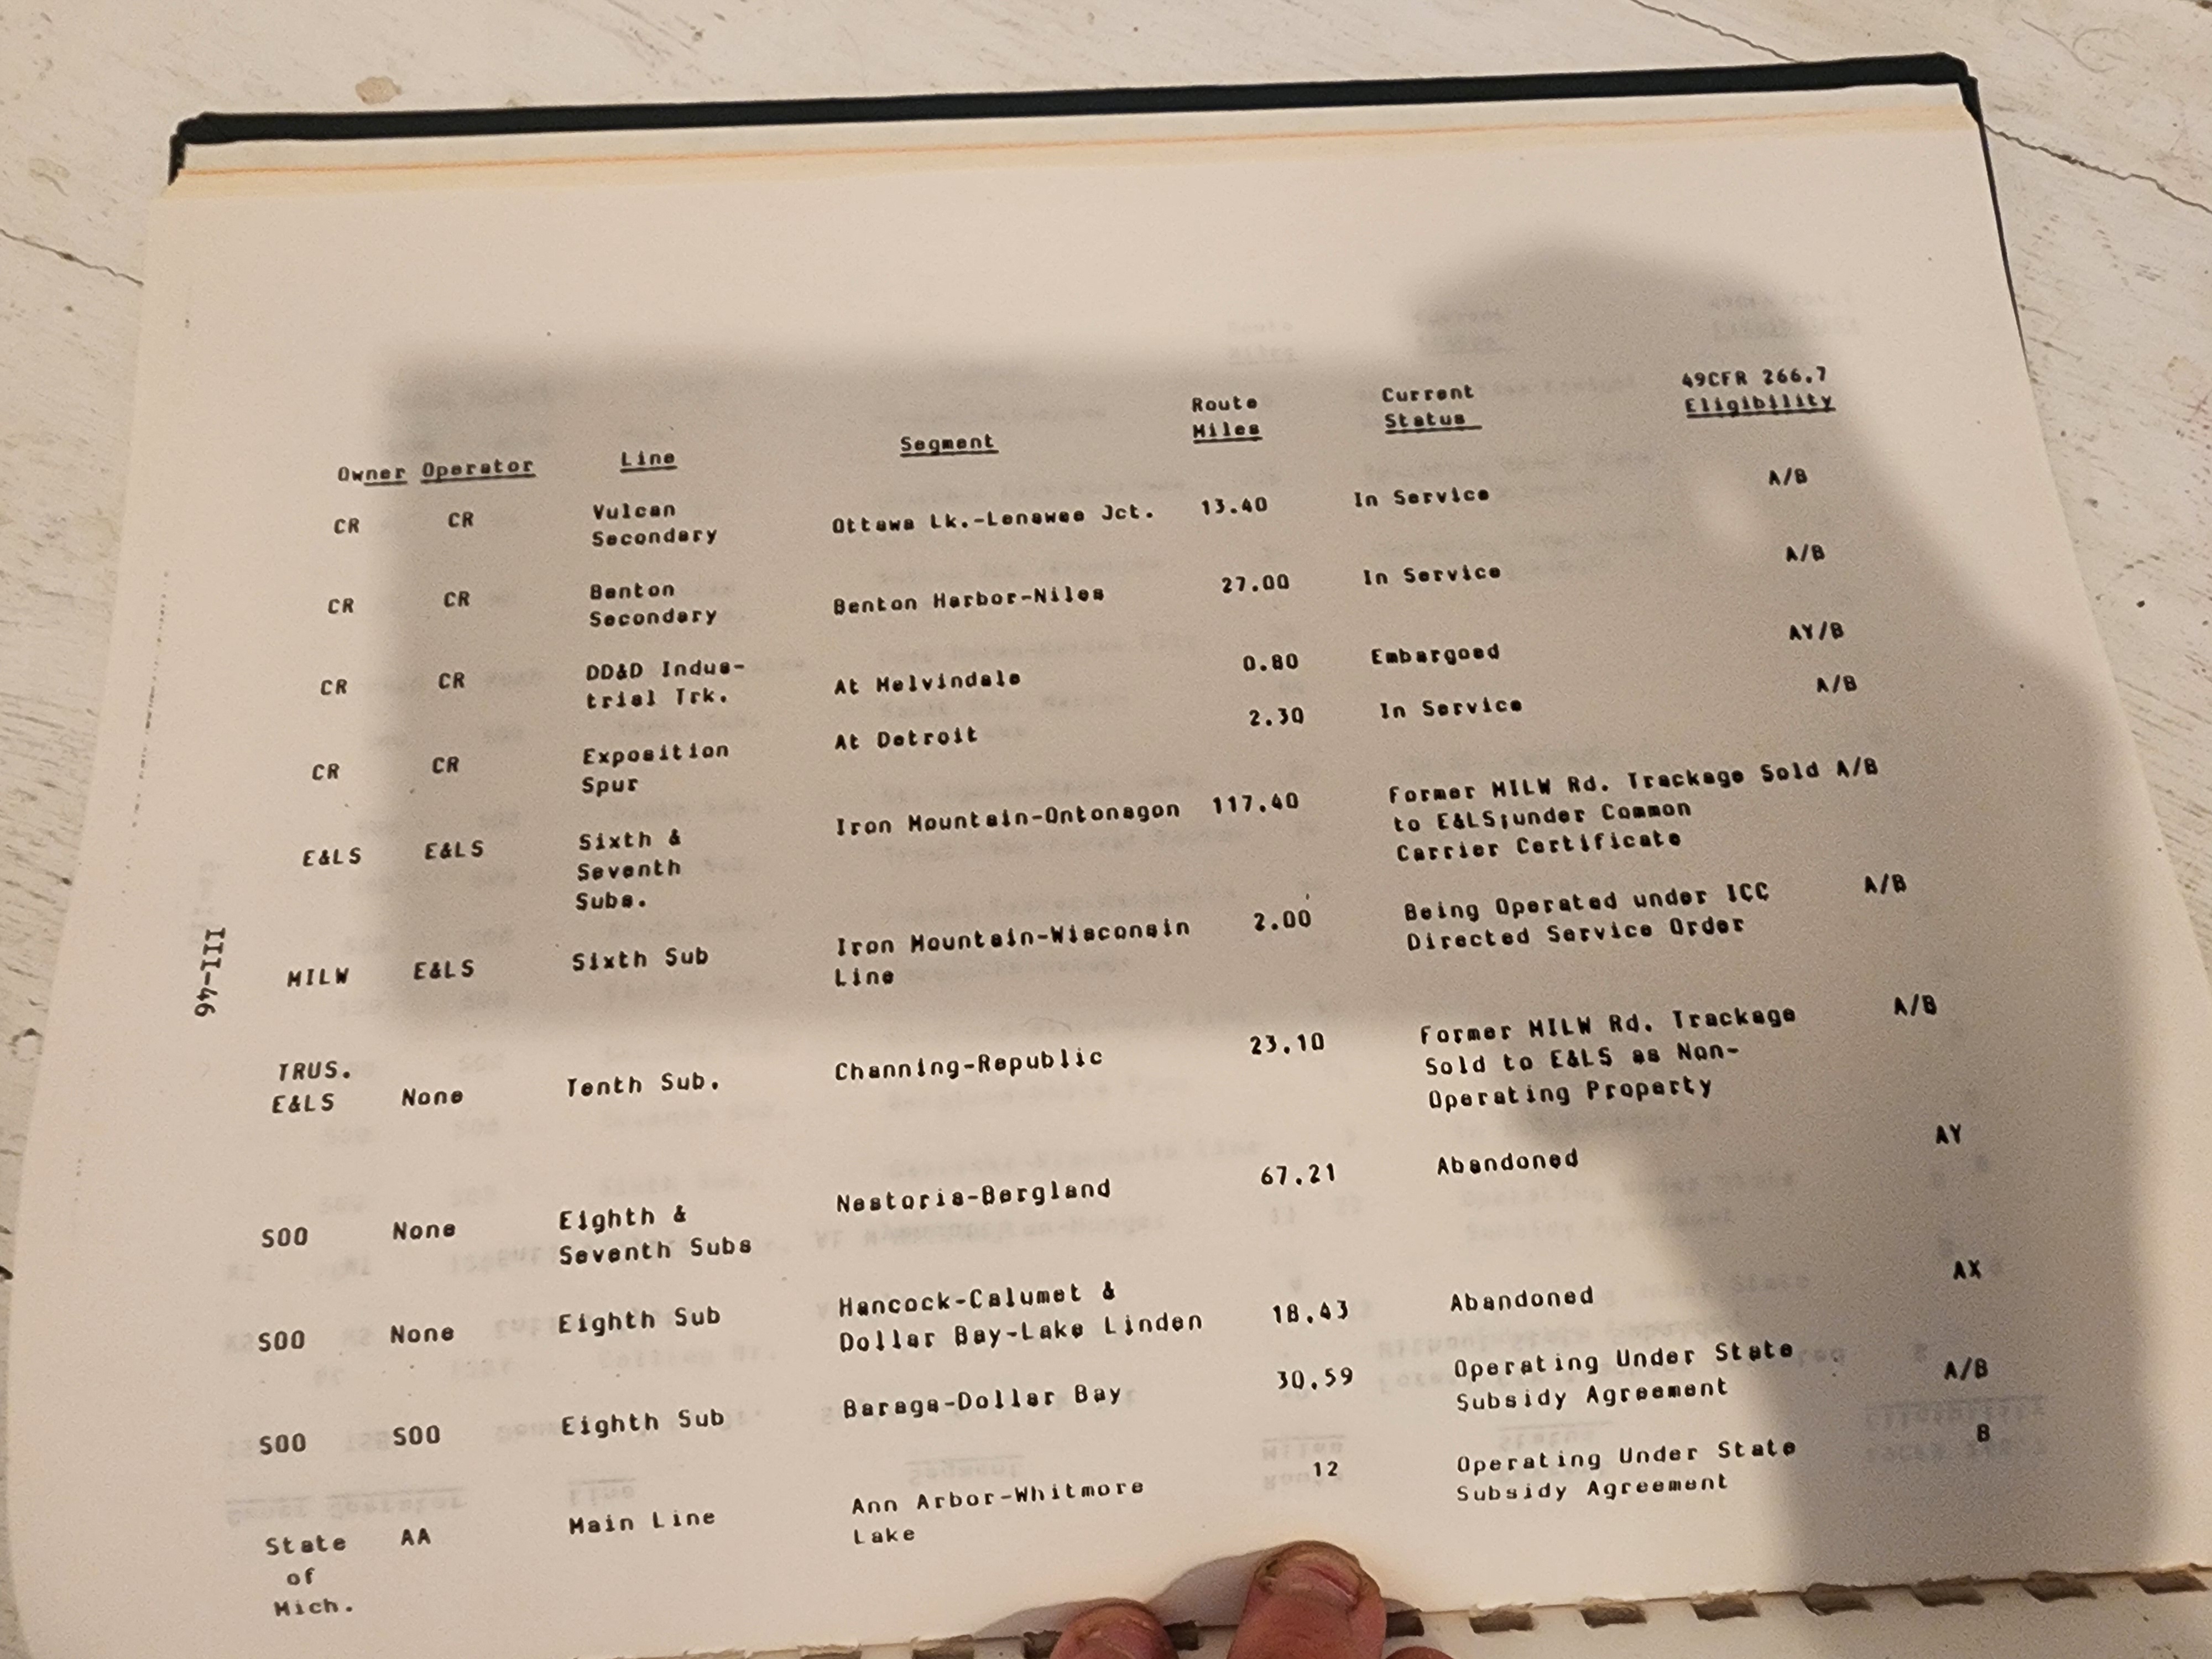 Route Current 49CFR 266.7
Owner Operator Line Segment Miles Status Eligibility
CR CR Vulcan Ottawa Lk.-Lenawee Jct. 13.40 In Service A/B
Secondary
CR CR Benton Benton Harbor-Niles 27.00 In Service A/B
Secondary
CR CR DD&D Indus- At Melvindale 0.80 Embargoed AY/B
trial Trk.
CR CR Exposition At Detroit 2.30 In Service A/B
Spur
E&LS E&LS Sixth & Iron Mountain-Ontonagon 117.40 Former MILW Rd. Trackage Sold A/B
Seventh to E&LS;under Common
Subs. Carrier Certificate
MILW E&LS Sixth Sub Iron Mountain-Wisconsin 2.00 Being Operated under ICC A/B
Line Directed Service Order
TRUS. None Tenth Sub. Channing-Republic 23.10 Former MILW Rd. Trackage A/B
E&LS Sold to E&LS as Non-
Operating Property
SOO None Eighth & Nestoria-Bergland 67.21 Abandoned AY
Seventh Subs
SOO None Eighth Sub Hancock-Calumet & 18.43 Abandoned AX
Dollar Bay-Lake Linden
SOO SOO Eighth Sub Baraga-Dollar Bay 30.59 Operating Under State A/B
Subsidy Agreement
State AA Main Line Ann Arbor-Whitmore 12 Operating Under State B
of Lake Subsidy Agreement
Mich.
III-46